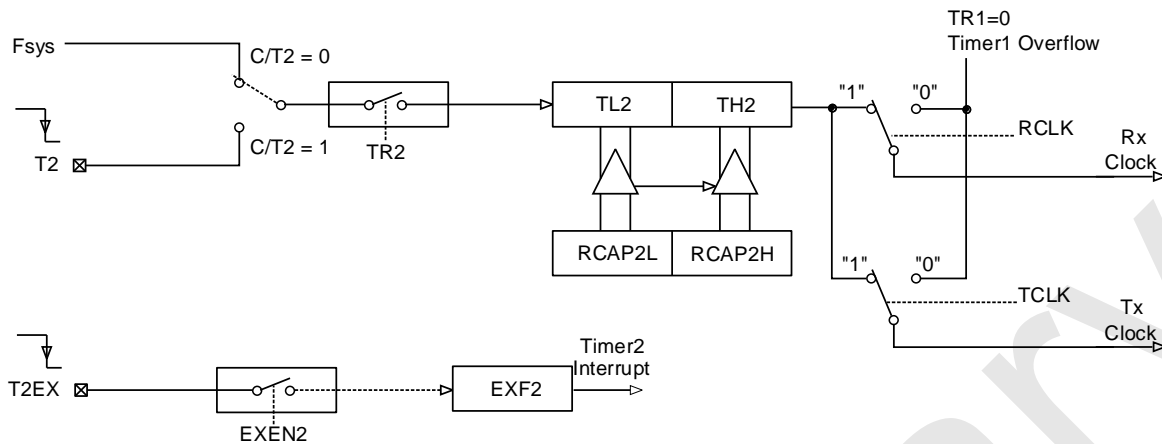 TR1=0
Timer1 Overflow
Fsys
C/T2 = 0
TL2
TH2
"1"
"0"
RCLK
Rx
Clock
T2
C/T2 = 1
TR2
RCAP2L
RCAP2H
"1"
"0"
TCLK
Tx
Clock
Timer2
Interrupt
T2EX
EXF2
EXEN2